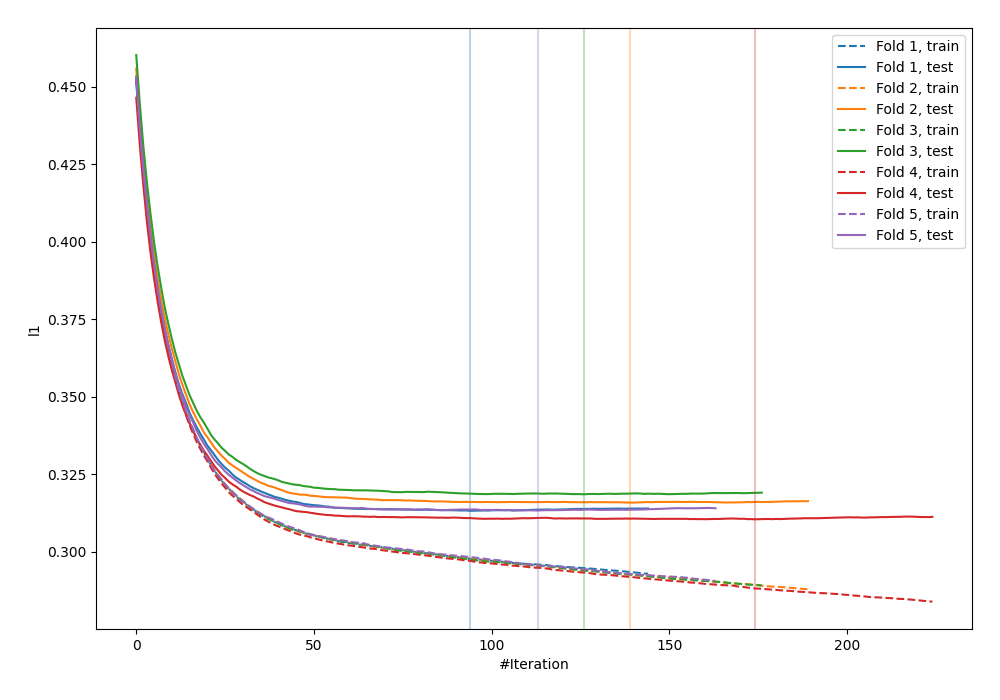 0.450
0.425
0.400
0.375
0.350
0.325
0.300
l1
0
50
100
150
200
#Iteration
Fold 1, train
Fold 1, test
Fold 2, train
Fold 2, test
Fold 3, train
Fold 3, test
Fold 4, train
Fold 4, test
Fold 5, train
Fold 5, test